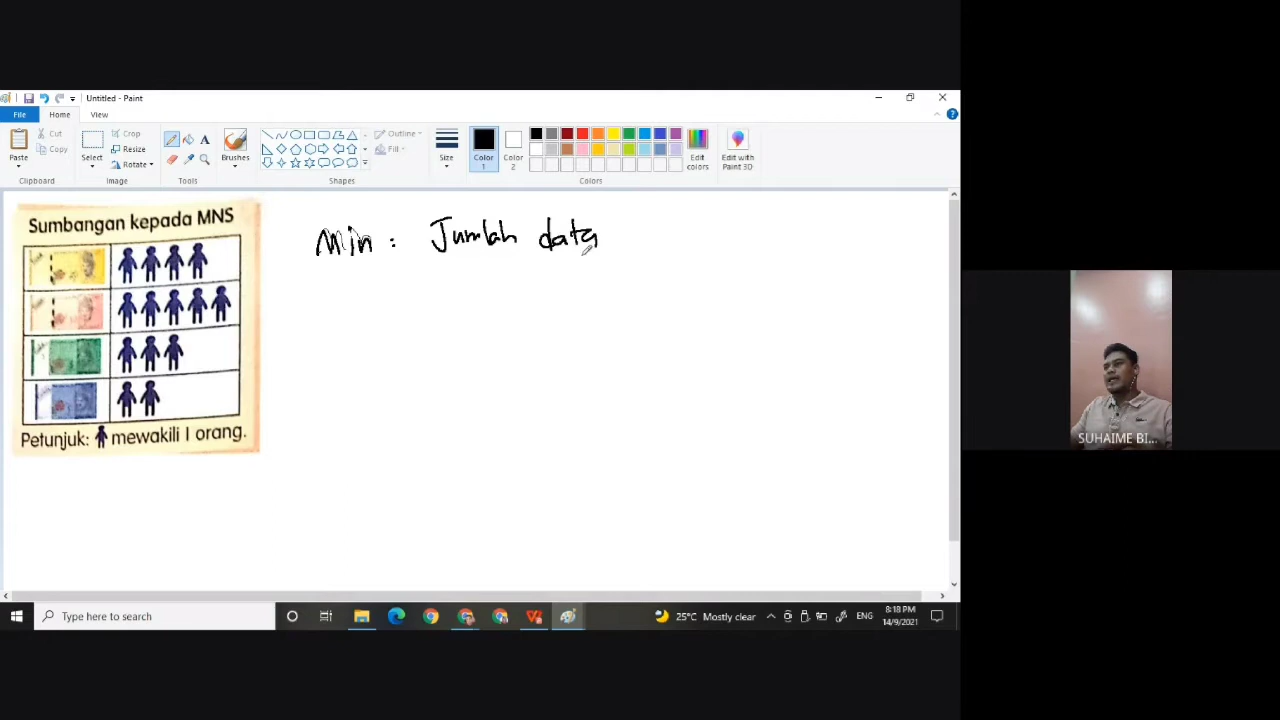 Untitled - Paint
File
Home
View
Paste
Cut
Copy
Clipboard
Select
Crop
Resize
Rotate
Image
Tools
Brushes
Shapes
Outline
Fill
Size
Color
1
Color
2
Edit
colors
Edit with
Paint 3D
Colors
Sumbangan kepada MNS
Petunjuk: mewakili 1 orang.
Min : Jumlah data
SUHAIME BI...
Type here to search
25°C Mostly clear
ENG
8:18 PM
14/9/2021